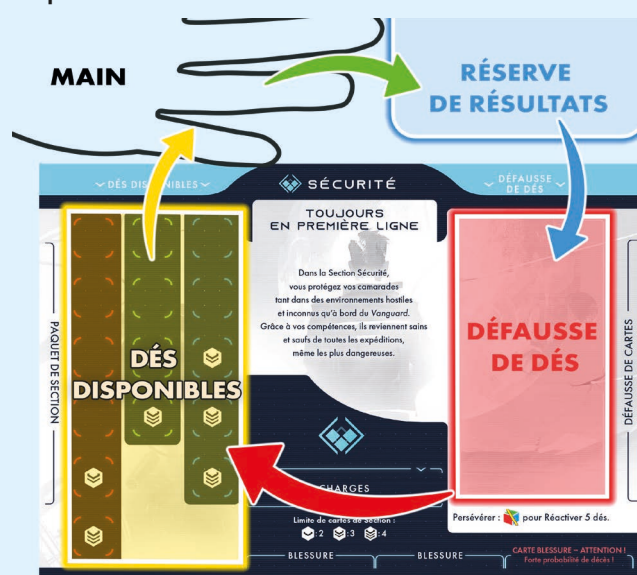 MAIN
RÉSERVE
DE RÉSULTATS
DÉS DISPONIBLES
SÉCURITÉ
DÉFAUSSE
DE DÉS
TOUJOURS
EN PREMIÈRE LIGNE
Dans la Section Sécurité,
vous protégez vos camarades
tant dans des environnements hostiles
et inconnus qu'à bord du Vanguard.
Grâce à vos compétences, ils reviennent sains
et saufs de toutes les expéditions,
même les plus dangereuses.
PAQUET DE SECTION
DÉS
DISPONIBLES
DÉFAUSSE
DE DÉS
DÉFAUSSE DE CARTES
CHARGES
Limite de cartes de Section :
:2 :3 :4
Persévérer : pour Réactiver 5 dés.
BLESSURE
BLESSURE
CARTE BLESSURE – ATTENTION !
Forte probabilité de décès !